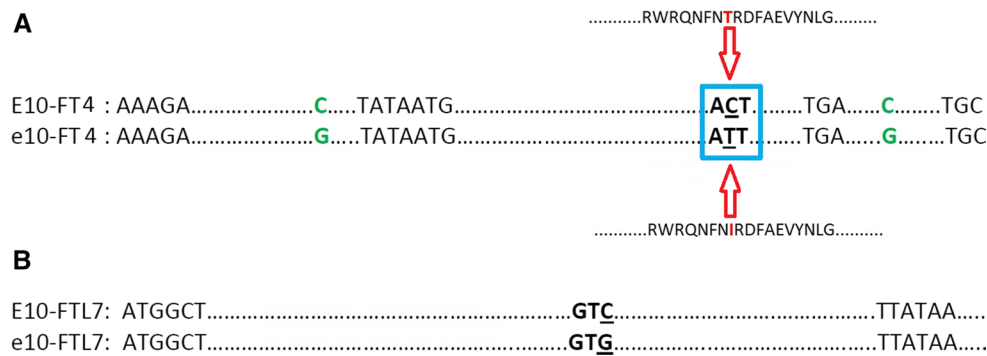 A
...........RWRQNFNTRDFAEVYNLG.........
E10-FT4 : AAAGA......................C.....TATAATG.............................................ACT..........TGA......C........TGC
e10-FT4 : AAAGA......................G.....TATAATG.............................................ATT..........TGA......G........TGC
...........RWRQNFNIRDFAEVYNLG..........
B
E10-FTL7: ATGGCT...............................................................GTC..............................................TTATAA.....
e10-FTL7: ATGGCT...............................................................GTG..............................................TTATAA.....